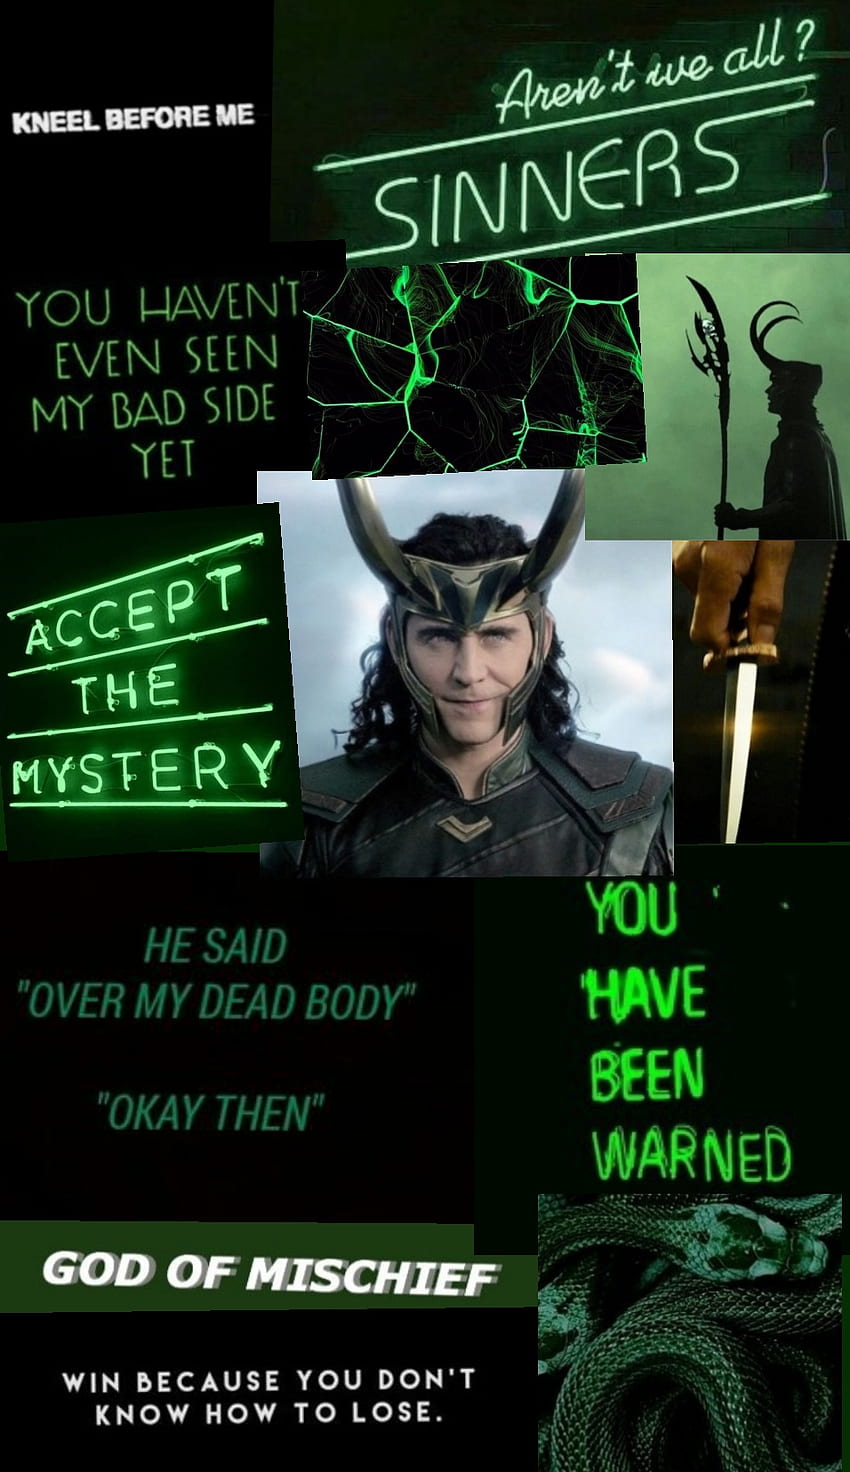 KNEEL BEFORE ME
Aren't we all?
SINNERS
YOU HAVEN'T
EVEN SEEN
MY BAD SIDE
YET
ACCEPT
THE
MYSTERY
HE SAID
"OVER MY DEAD BODY"
"OKAY THEN"
YOU
HAVE
BEEN
WARNED
GOD OF MISCHIEF
WIN BECAUSE YOU DON'T
KNOW HOW TO LOSE.